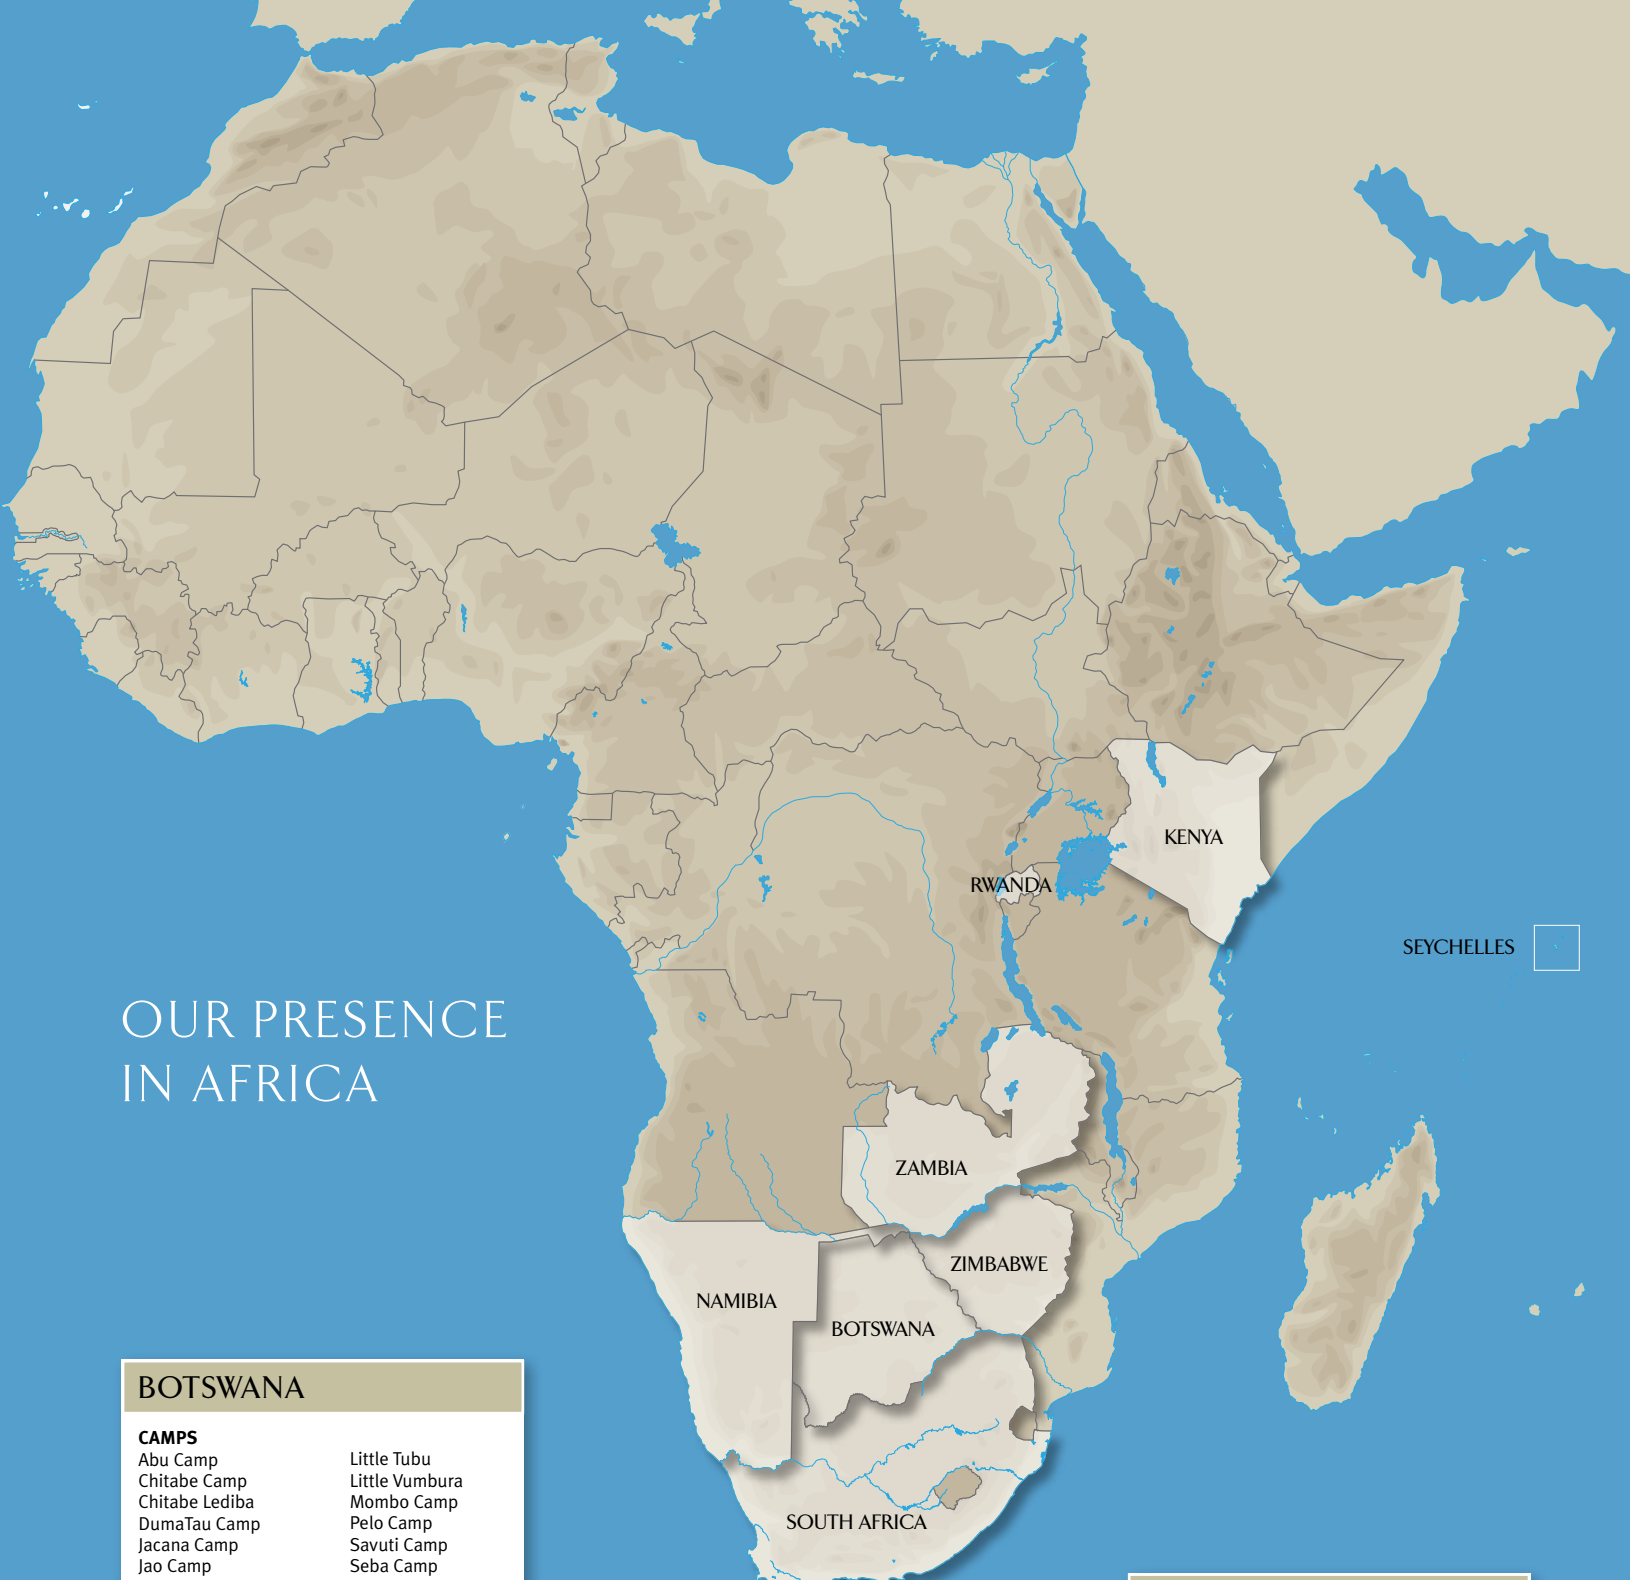 KENYA
RWANDA
SEYCHELLES
OUR PRESENCE
IN AFRICA
ZAMBIA
ZIMBABWE
NAMIBIA
BOTSWANA
SOUTH AFRICA
BOTSWANA
CAMPS
Abu Camp
Chitabe Camp
Chitabe Lediba
DumaTau Camp
Jacana Camp
Jao Camp
Little Tubu
Little Vumbura
Mombo Camp
Pelo Camp
Savuti Camp
Seba Camp